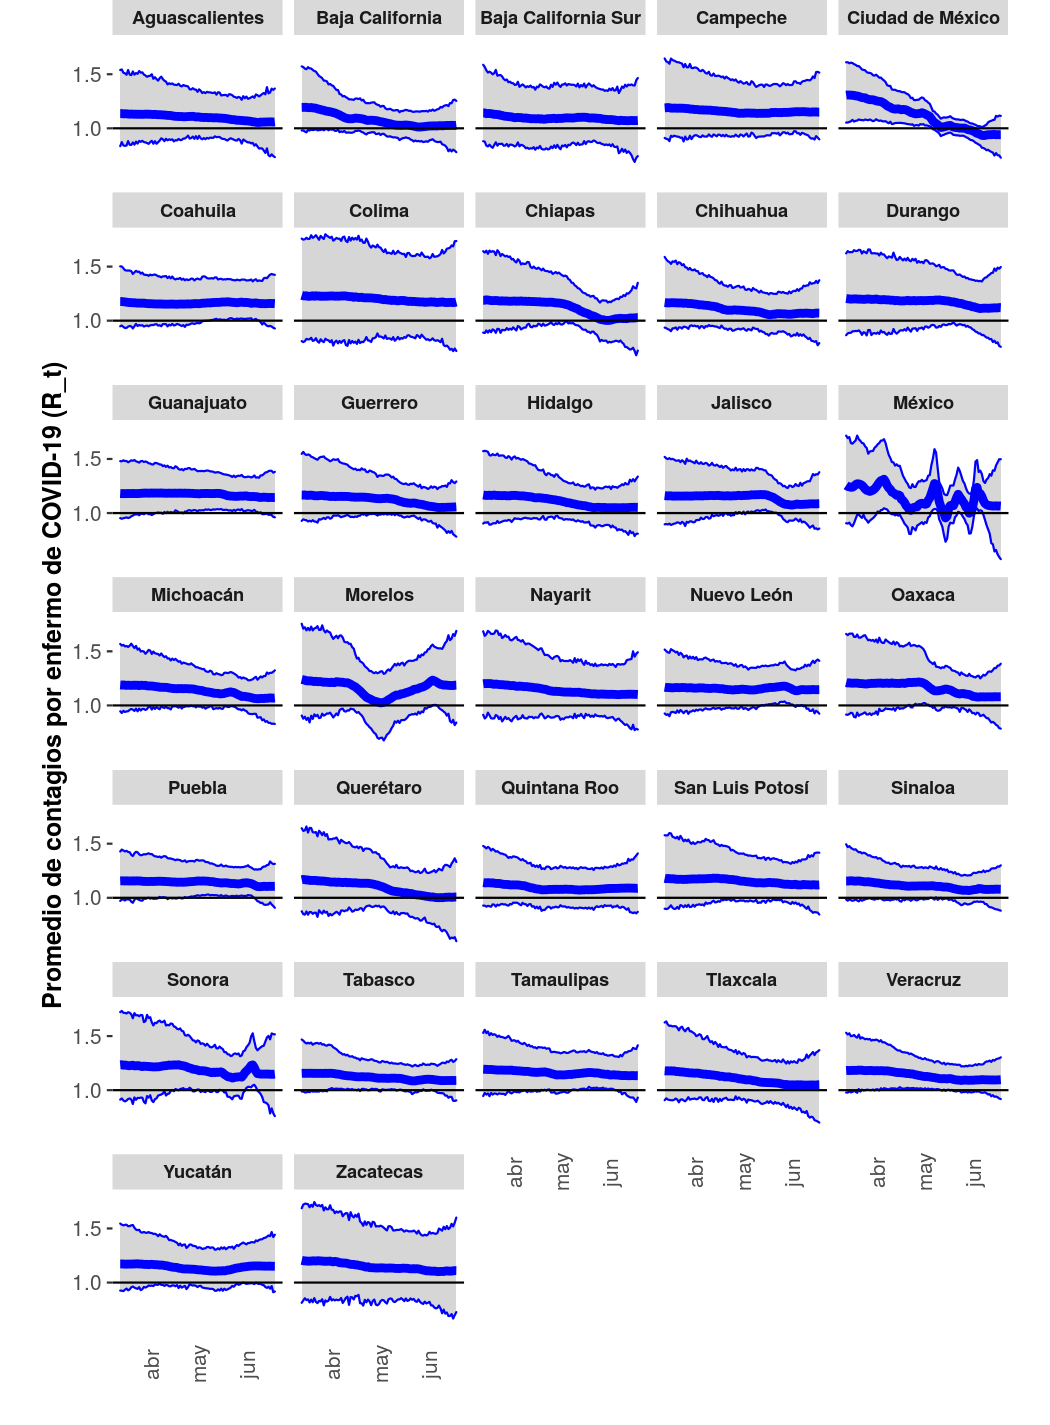 Aguascalientes Baja California Baja California Sur Campeche Ciudad de México
1.5
1.0
Coahuila Colima Chiapas Chihuahua Durango
1.5
1.0
Guanajuato Guerrero Hidalgo Jalisco México
1.5
1.0
Michoacán Morelos Nayarit Nuevo León Oaxaca
1.5
1.0
Puebla Querétaro Quintana Roo San Luis Potosí Sinaloa
1.5
1.0
Sonora Tabasco Tamaulipas Tlaxcala Veracruz
1.5
1.0
abr may jun abr may jun abr may jun
Yucatán Zacatecas
1.5
1.0
abr may jun abr may jun
Promedio de contagios por enfermo de COVID-19 (R_t)